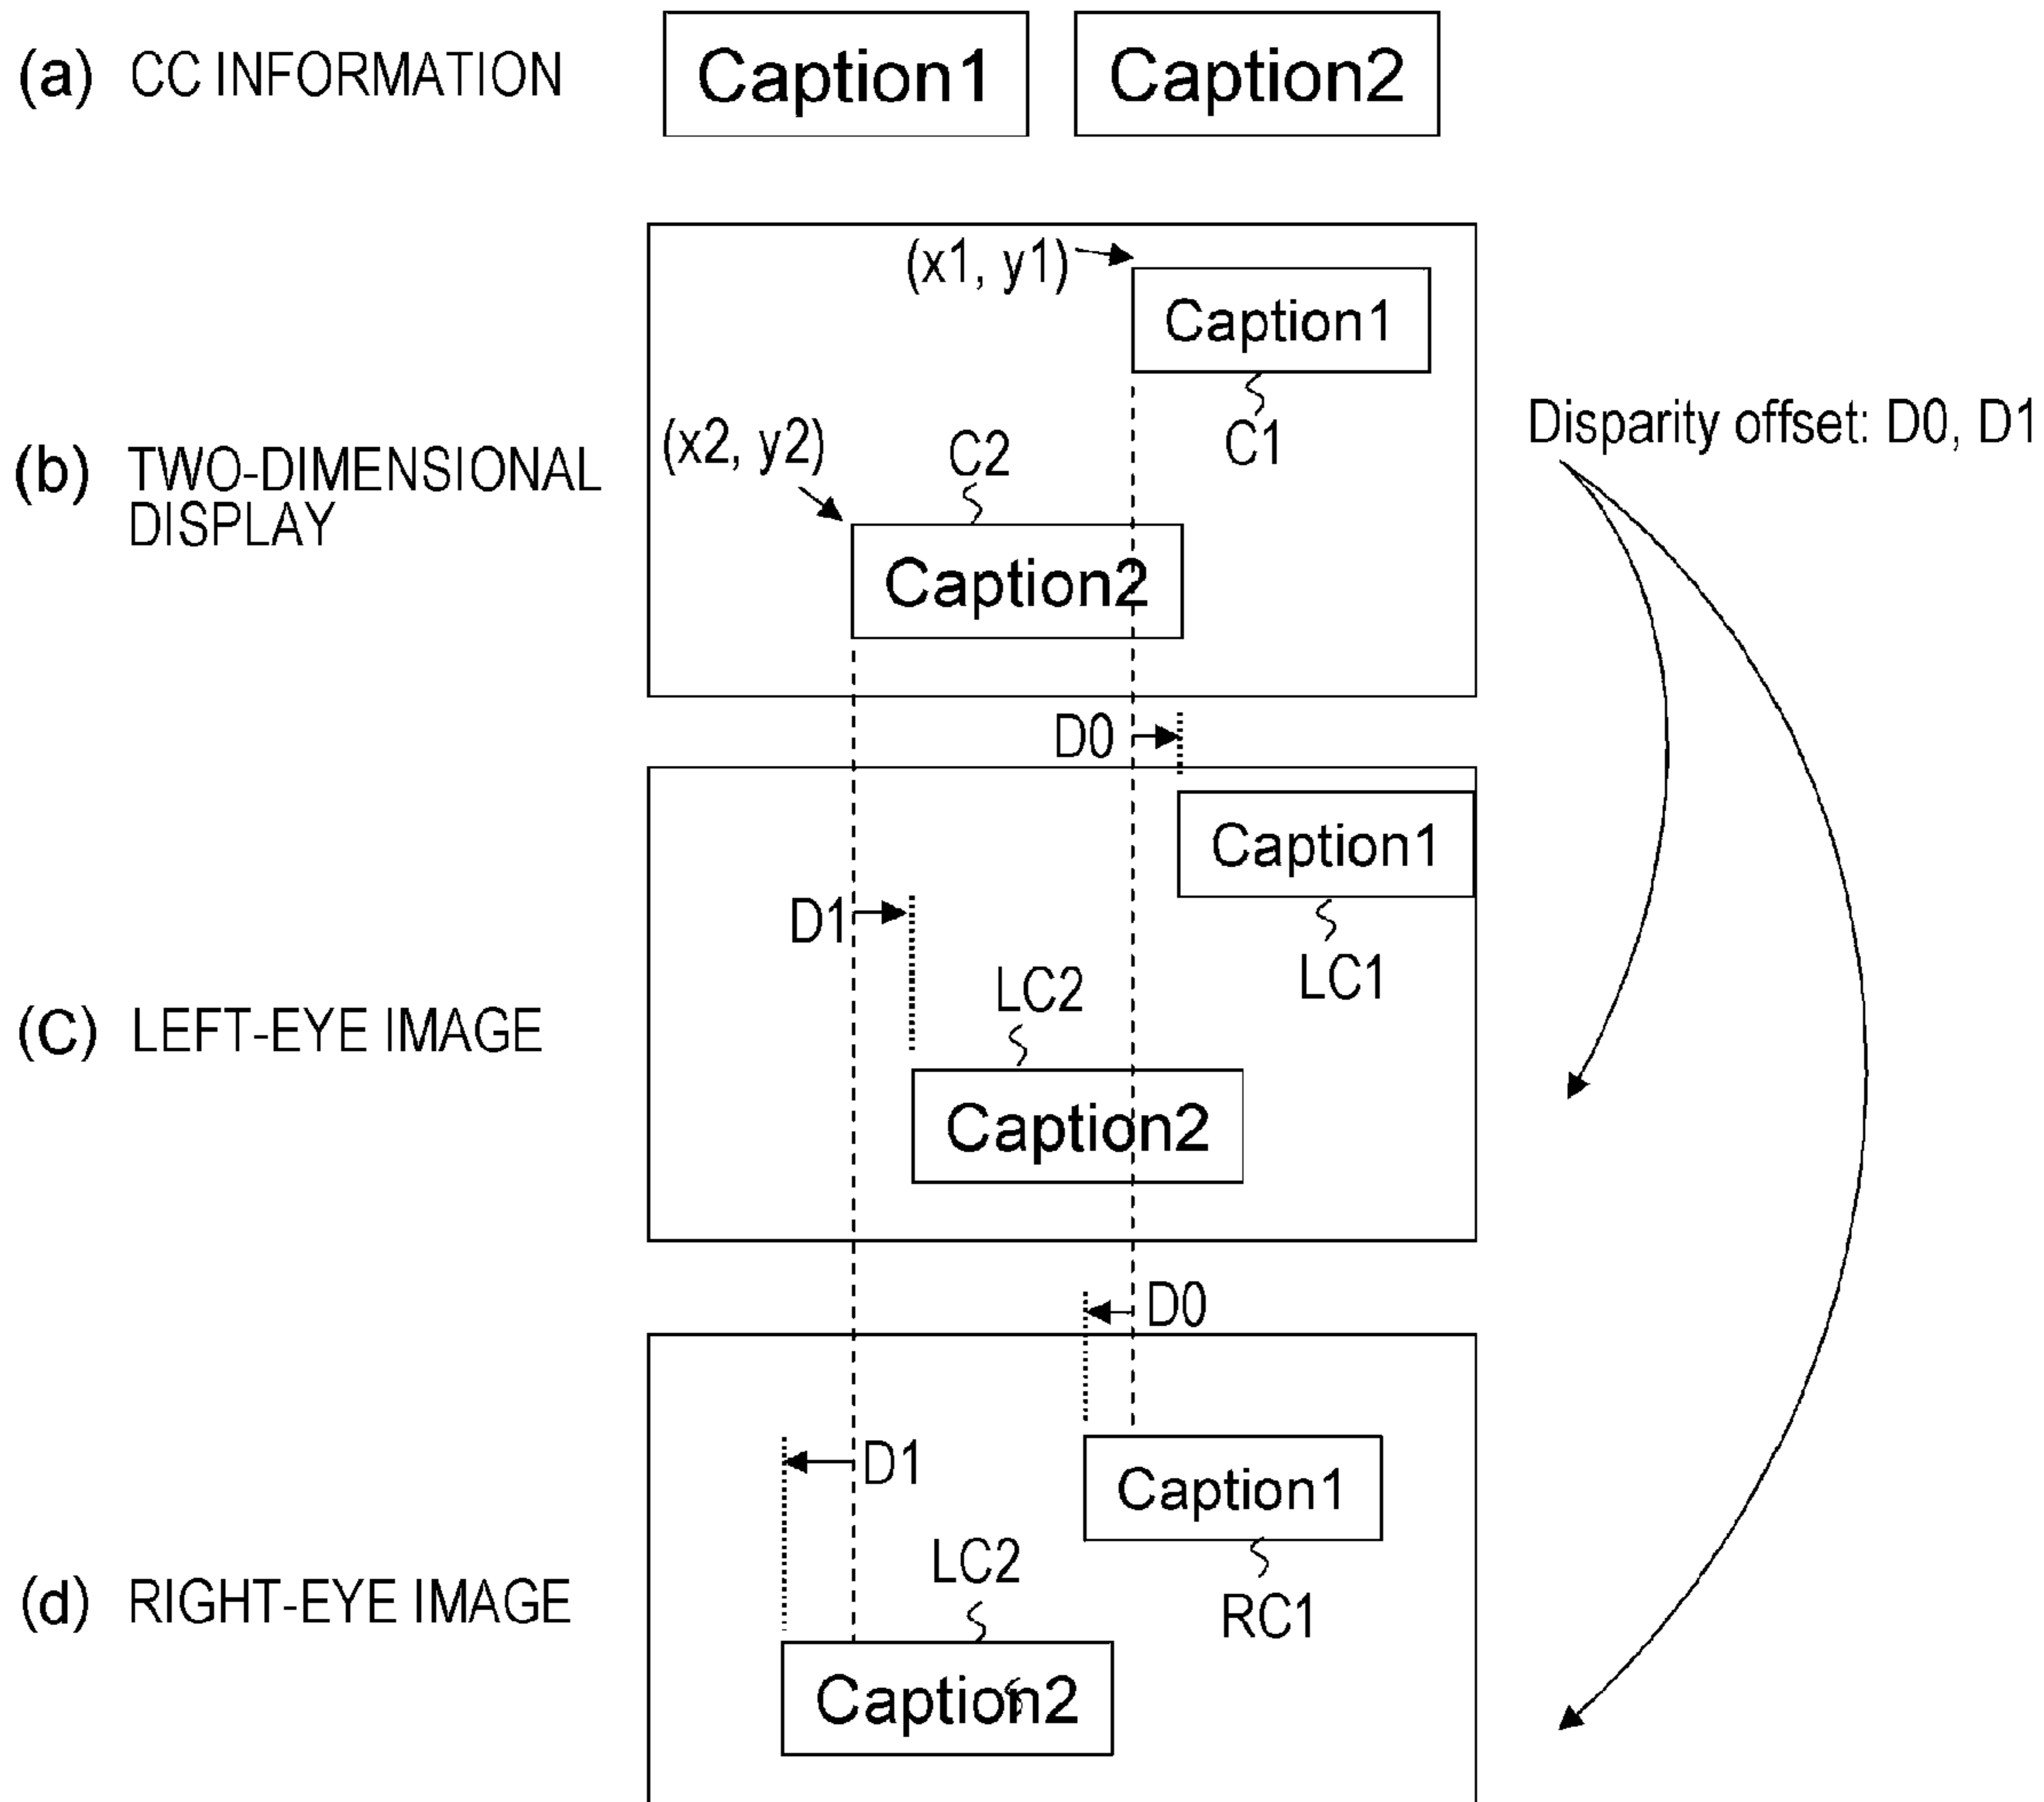 (a) CC INFORMATION
Caption1
Caption2
(x1, y1)
Caption1
C1
(x2, y2)
C2
Disparity offset: D0, D1
(b) TWO-DIMENSIONAL
DISPLAY
Caption2
D0
Caption1
D1
LC1
LC2
(C) LEFT-EYE IMAGE
Caption2
D0
D1
Caption1
LC2
(d) RIGHT-EYE IMAGE
RC1
Caption2